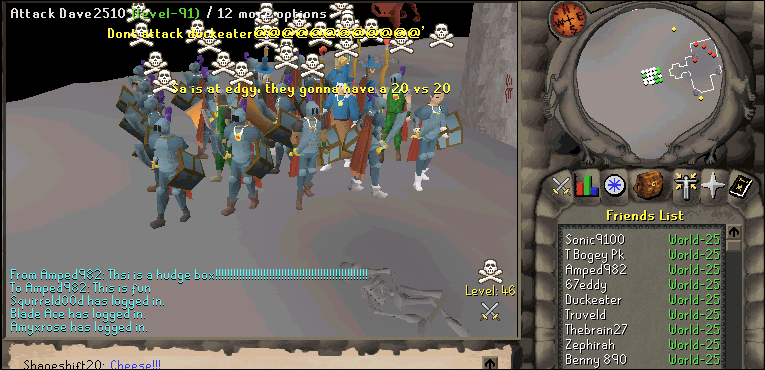 Attack Dave2510 (level-91) / 12 more options
Dont attack duckeater@@@@@@@@@@@@@'
Sa is at edgy. they gonna have a 20 vs 20
From Amped982: Thsi is a hudge box!!!!!!!!!!!!!!!!!!!!!!!!!!!!!!!!!!!!!!!!!!!!!!!!!!
To Amped982: This is fun
Squirreld00d has logged in.
Blade Ace has logged in.
Amyxrose has logged in.
Level: 46
Shapeshift20: Cheese!!!
Friends List
Sonic9100 World-25
T Bogey Pk World-25
Amped982 World-25
67eddy World-25
Duckeater World-25
Truveld World-25
Thebrain27 World-25
Zephirah World-25
Benny 890 World-25